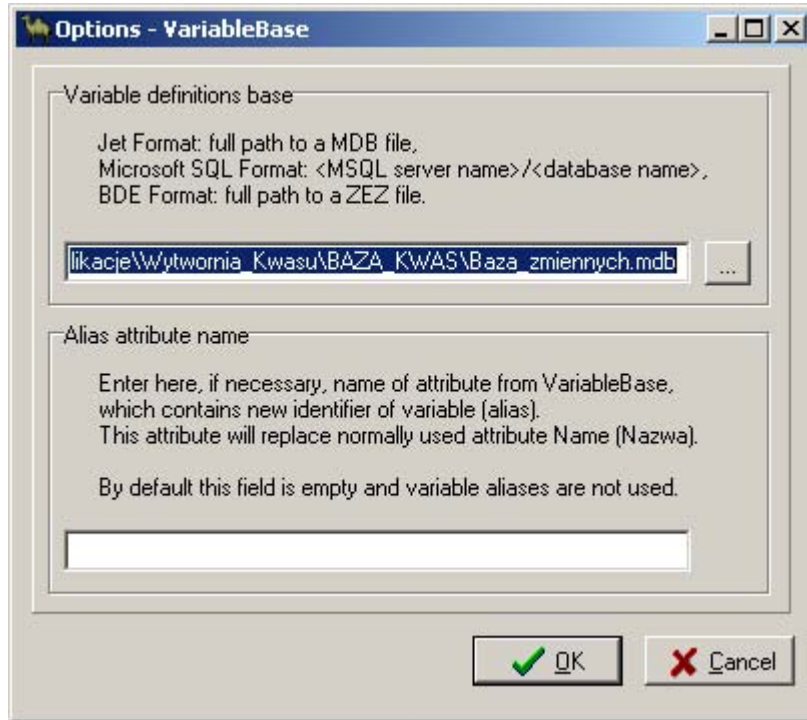 Options - VariableBase
Variable definitions base
Jet Format: full path to a MDB file,
Microsoft SQL Format: <MSQL server name>/<database name>,
BDE Format: full path to a ZEZ file.
likacje\Wytwornia_Kwasu\BAZA_KWAS\Baza_zmiennych.mdb
...
Alias attribute name
Enter here, if necessary, name of attribute from VariableBase,
which contains new identifier of variable (alias).
This attribute will replace normally used attribute Name (Nazwa).
By default this field is empty and variable aliases are not used.
OK
Cancel